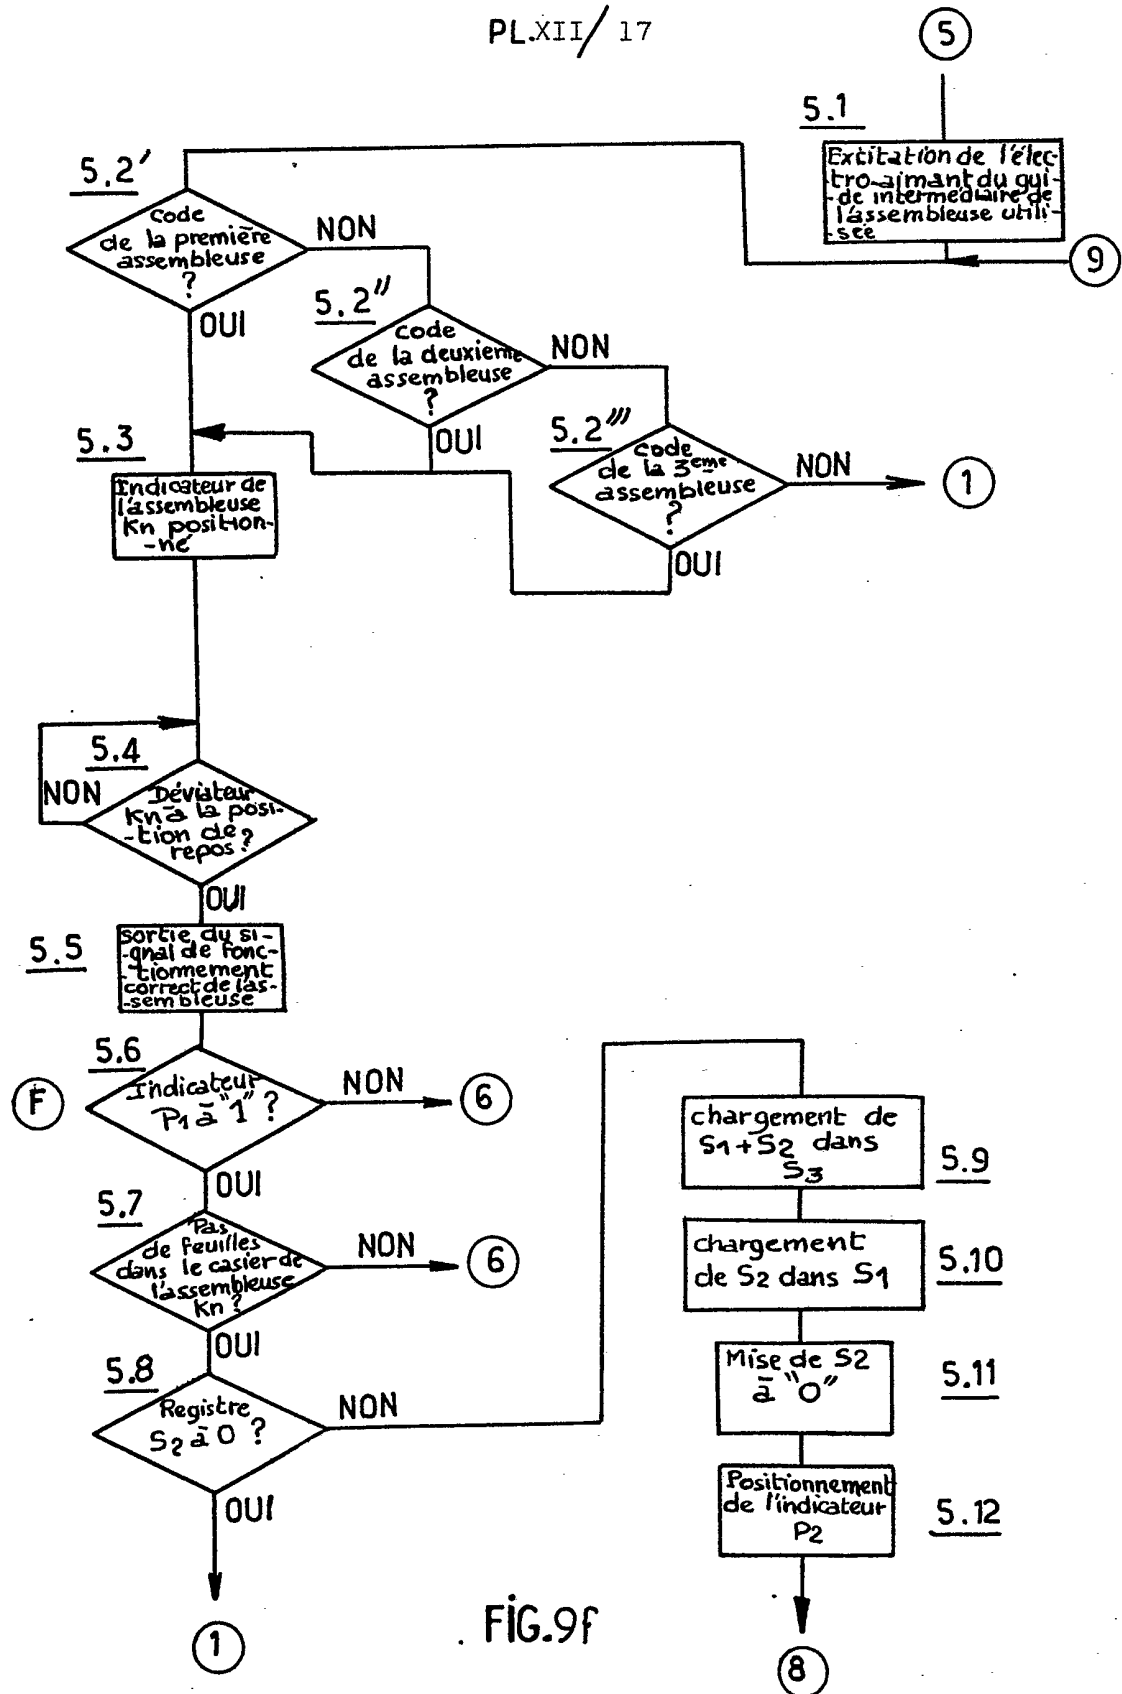 PL.XII/ 17
5
5.1
Extitation de l'élec-
tro-aimant du gui-
-de intermédiaire de
l'assembleuse utili-
-sée
9
5.2'
Code
de la première
assembleuse
?
NON
OUI
5.2"
Code
de la deuxieme
assembleuse
?
NON
OUI
5.2'''
Code
de la 3eme
assembleuse
?
NON
1
OUI
5.3
Indicateur de
l'assembleuse
Kn position-
-né
5.4
NON
Déviateur
Kn à la posi-
-tion de
repos?
OUI
5.5
sortie du si-
-gnal de fonc-
-tionnement
correct de l'as-
-sembleuse
5.6
F
Indicateur
P1 à "1" ?
NON
6
OUI
5.7
Pas
de feuilles
dans le casier de
l'assembleuse
Kn ?
NON
6
OUI
5.8
Registre
S2 à 0 ?
NON
OUI
1
chargement de
S1+S2 dans
S3
5.9
chargement
de S2 dans S1
5.10
Mise de S2
à "0"
5.11
Positionnement
de l'indicateur
P2
5.12
8
FIG.9f